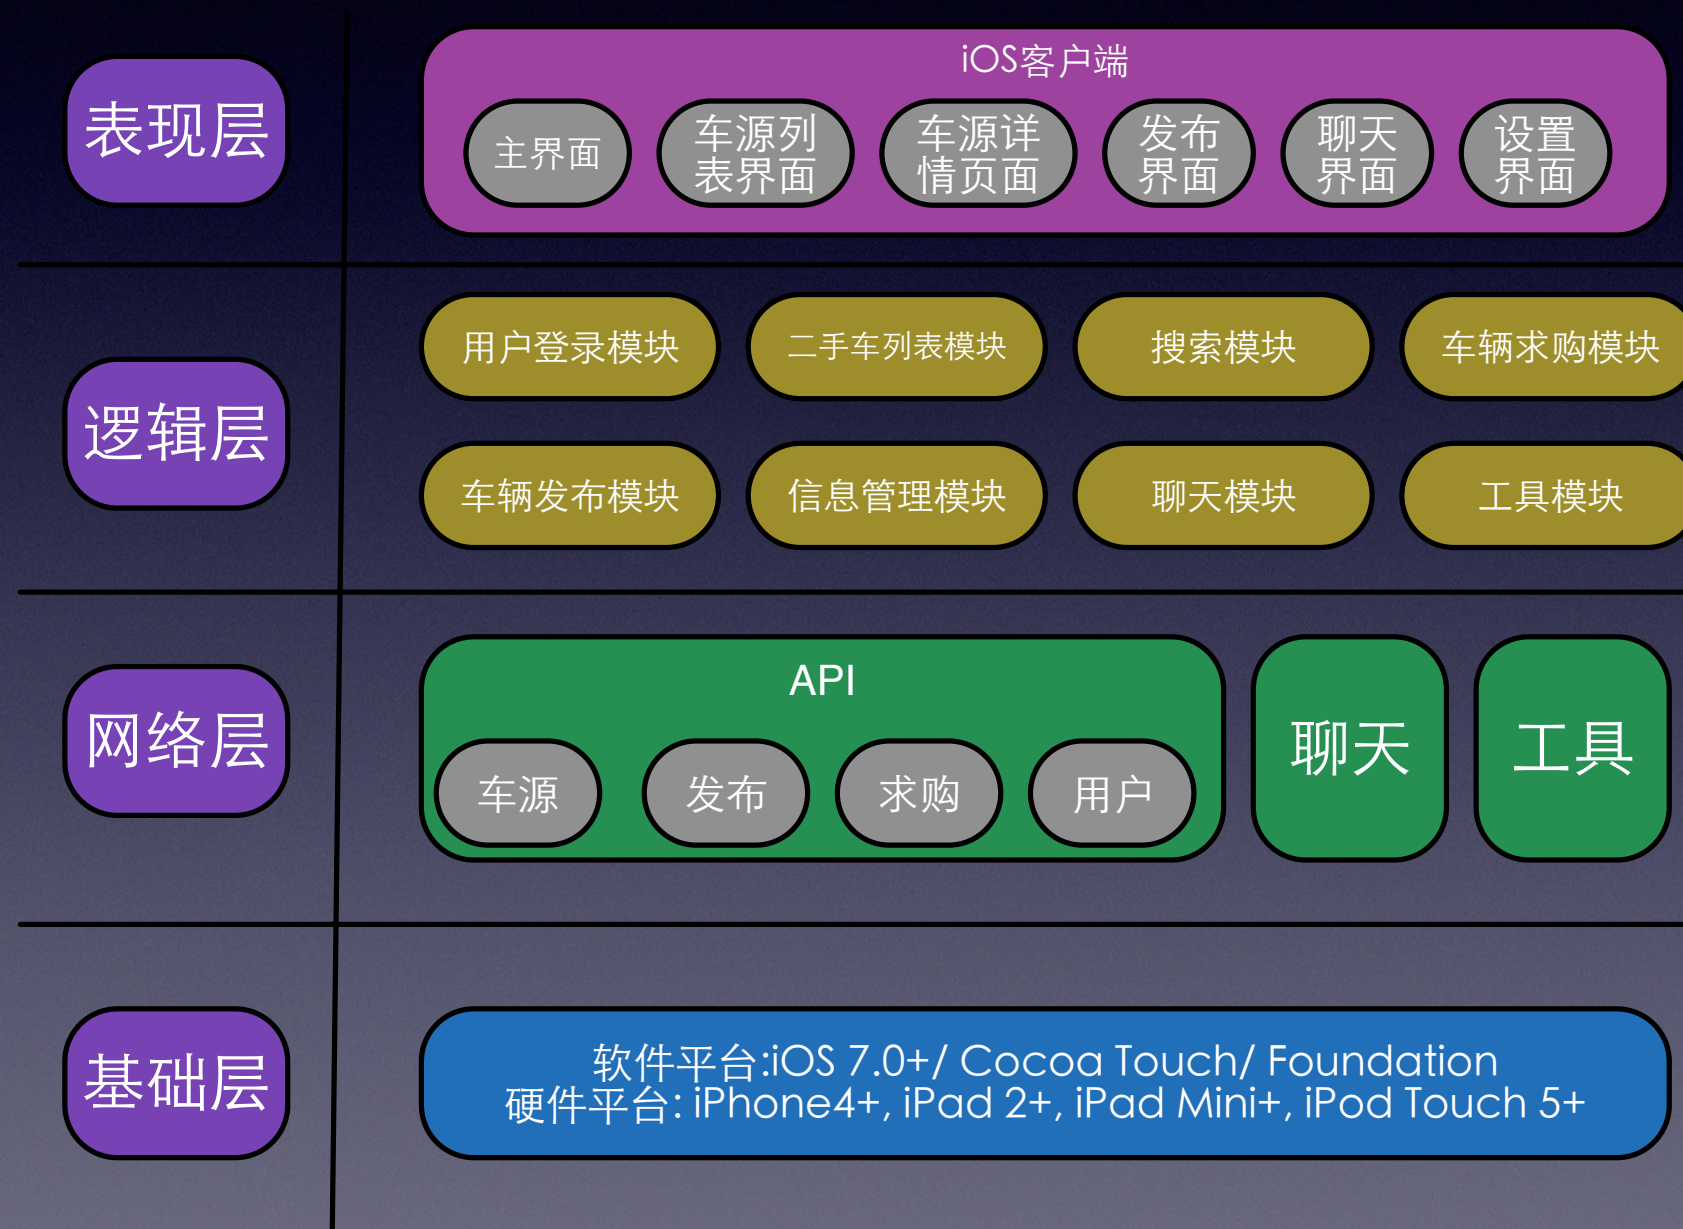 表现层
iOS客户端
主界面
车源列
表界面
车源详
情页面
发布
界面
聊天
界面
设置
界面
逻辑层
用户登录模块
二手车列表模块
搜索模块
车辆求购模块
车辆发布模块
信息管理模块
聊天模块
工具模块
网络层
API
车源
发布
求购
用户
聊天
工具
基础层
软件平台:iOS 7.0+/ Cocoa Touch/ Foundation
硬件平台: iPhone4+, iPad 2+, iPad Mini+, iPod Touch 5+